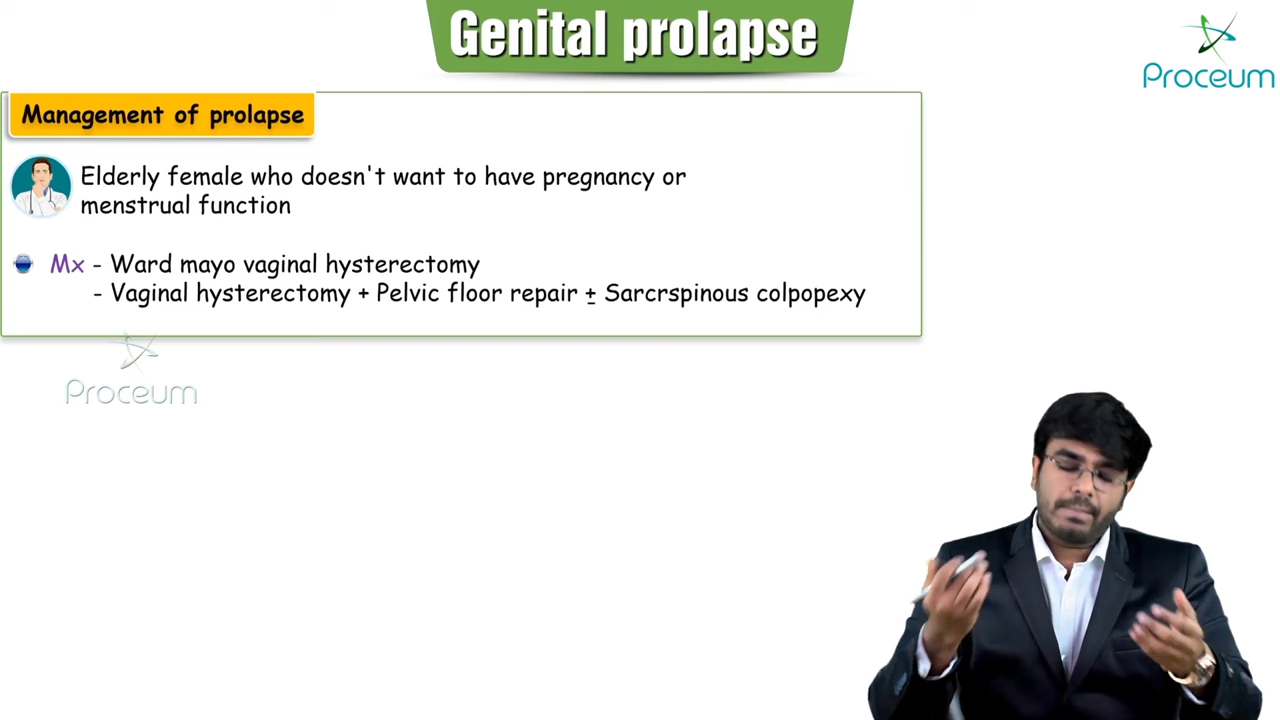 Genital prolapse
Proceum
Management of prolapse
Elderly female who doesn't want to have pregnancy or
menstrual function
Mx - Ward mayo vaginal hysterectomy
- Vaginal hysterectomy + Pelvic floor repair ± Sarcrspinous colpopexy
Proceum